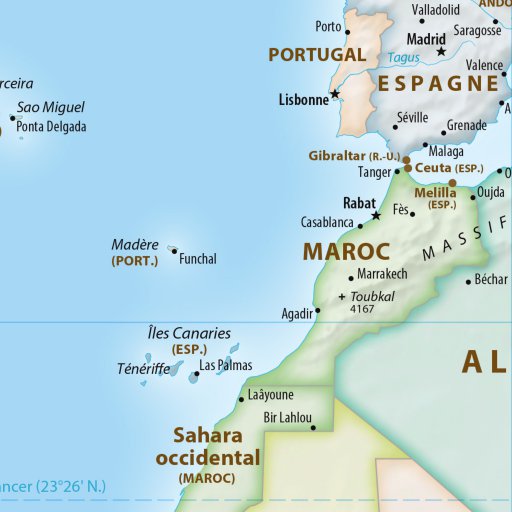 Valladolid
ANDO
Porto
Madrid
Saragosse
PORTUGAL
Tagus
Valence
rceira
ESPAGNE
Sao Miguel
Lisbonne
A
Ponta Delgada
Séville
Grenade
Malaga
Gibraltar (R.-U.)
Tanger
Ceuta (ESP.)
O
Melilla
(ESP.)
Oujda
Rabat
Fès
Casablanca
MASSIF
Madère
(PORT.)
Funchal
MAROC
Marrakech
Béchar
Toubkal
4167
Agadir
Îles Canaries
(ESP.)
Ténériffe
Las Palmas
AL
Laâyoune
Bir Lahlou
Sahara
occidental
(MAROC)
ancer (23°26' N.)